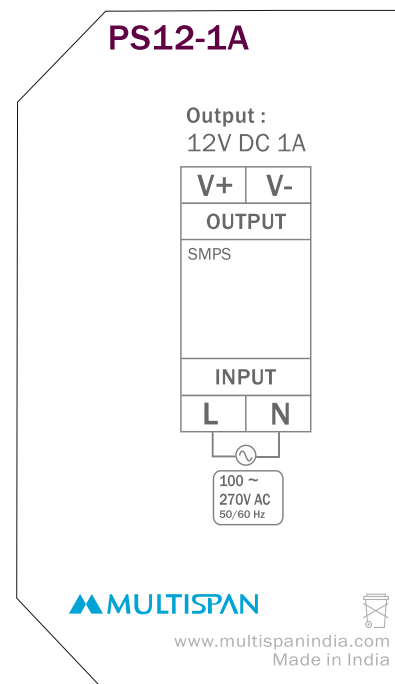 PS12-1A
Output :
12V DC 1A
V+ V-
OUTPUT
SMPS
INPUT
L N
100 ~
270V AC
50/60 Hz
MULTISPAN
www.multispanindia.com
Made in India